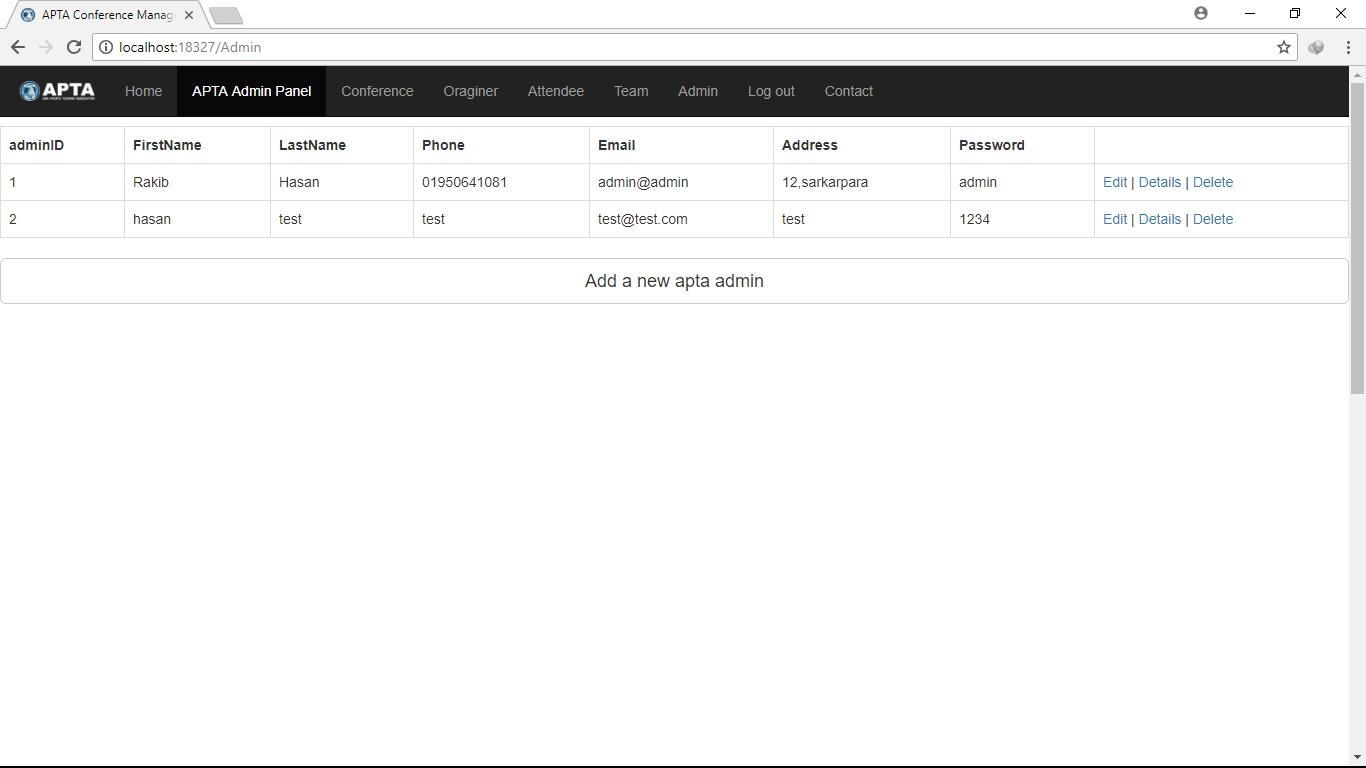 APTA Conference Manag
localhost:18327/Admin
APTA Home APTA Admin Panel Conference Oraginer Attendee Team Admin Log out Contact
adminID FirstName LastName Phone Email Address Password
1 Rakib Hasan 01950641081 admin@admin 12,sarkarpara admin Edit | Details | Delete
2 hasan test test test@test.com test 1234 Edit | Details | Delete
Add a new apta admin